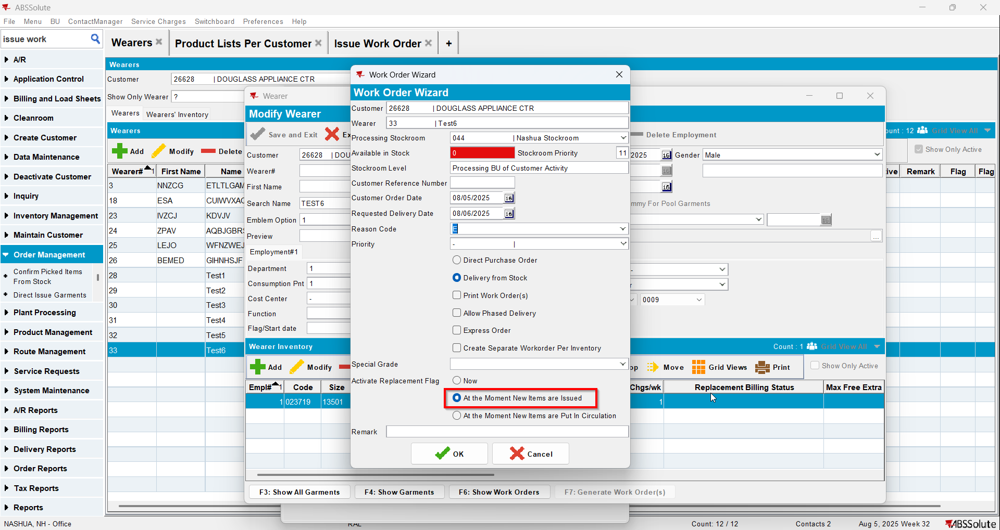 ABSSolute
File Menu BU ContactManager Service Charges Switchboard Preferences Help
issue work
Wearers
Product Lists Per Customer
Issue Work Order
+
A/R
Application Control
Billing and Load Sheets
Cleanroom
Create Customer
Data Maintenance
Deactivate Customer
Inquiry
Inventory Management
Maintain Customer
Order Management
Confirm Picked Items
From Stock
Direct Issue Garments
Plant Processing
Product Management
Route Management
Service Requests
System Maintenance
A/R Reports
Billing Reports
Delivery Reports
Order Reports
Tax Reports
Reports
Wearers
Customer 26628 | DOUGLASS APPLIANCE CTR
Show Only Wearer ?
Wearers Wearers' Inventory
Wearers
ount : 12 Grid View All
Add Modify Delete
Show Only Active
Wearer# 1 First Name Name
ive Remark Flag Flag
3 NNZCG ETLTLGAM
18 ESA CUIWVXAC
23 IVZCJ KDVJV
24 ZPAV AQBJGBRS
25 LEJO WFNZWEJ
26 BEMED GIHNHSJF
28 Test1
29 Test2
30 Test3
31 Test4
32 Test5
33 Test6
Wearer
Modify Wearer
Save and Exit Ex
Delete Employment
Customer 26628 | DOU
2025 16 Gender Male
Wearer#
16
First Name
16
Search Name TEST6
mmy For Pool Garments
Emblem Option 1
16
Preview
...
Employment#1
Department 1
-
Consumption Pnt 1
r
Cost Center -
0009
Function
Flag/Start date
Wearer Inventory
Count : 1 Grid View All
Add Modify
op Move Grid Views Print
Show Only Active
Empl# 1 Code Size
Chgs/wk Replacement Billing Status Max Free Extra
1 023719 13501
1
F3: Show All Garments F4: Show Garments F6: Show Work Orders F7: Generate Work Order(s)
Work Order Wizard
Work Order Wizard
Customer 26628 | DOUGLASS APPLIANCE CTR
Wearer 33 | Test6
Processing Stockroom 044 | Nashua Stockroom
Available in Stock 0 Stockroom Priority 11
Stockroom Level Processing BU of Customer Activity
Customer Reference Number
Customer Order Date 08/05/2025 16
Requested Delivery Date 08/06/2025 16
Reason Code E
Priority - |
Direct Purchase Order
Delivery from Stock
Print Work Order(s)
Allow Phased Delivery
Express Order
Create Separate Workorder Per Inventory
Special Grade
Activate Replacement Flag Now
At the Moment New Items are Issued
At the Moment New Items are Put In Circulation
Remark
OK Cancel
NASHUA, NH - Office
RAL
Count: 12 / 12
Contacts 2
Aug 5, 2025 Week 32
ABSSolute